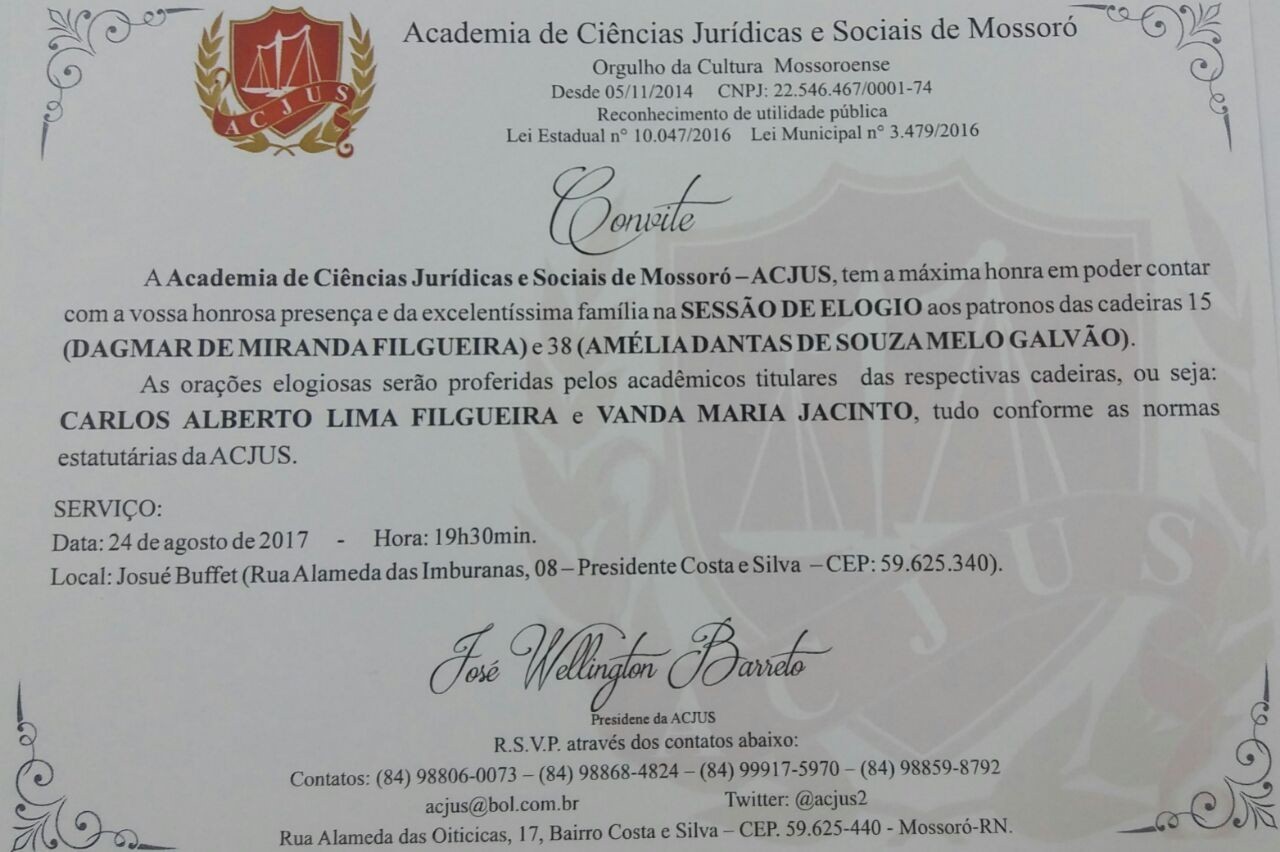 Academia de Ciências Jurídicas e Sociais de Mossoró
Orgulho da Cultura Mossoroense
Desde 05/11/2014 CNPJ: 22.546.467/0001-74
Reconhecimento de utilidade pública
Lei Estadual n° 10.047/2016 Lei Municipal n° 3.479/2016
ACJUS
Convite
A Academia de Ciências Jurídicas e Sociais de Mossoró – ACJUS, tem a máxima honra em poder contar
com a vossa honrosa presença e da excelentíssima família na SESSÃO DE ELOGIO aos patronos das cadeiras 15
(DAGMAR DE MIRANDA FILGUEIRA) e 38 (AMÉLIA DANTAS DE SOUZA MELO GALVÃO).
As orações elogiosas serão proferidas pelos acadêmicos titulares das respectivas cadeiras, ou seja:
CARLOS ALBERTO LIMA FILGUEIRA e VANDA MARIA JACINTO, tudo conforme as normas
estatutárias da ACJUS.
SERVIÇO:
Data: 24 de agosto de 2017 - Hora: 19h30min.
Local: Josué Buffet (Rua Alameda das Imburanas, 08 – Presidente Costa e Silva – CEP: 59.625.340).
ACJUS
José Wellington Barreto
Presidene da ACJUS
R.S.V.P. através dos contatos abaixo:
Contatos: (84) 98806-0073 – (84) 98868-4824 – (84) 99917-5970 – (84) 98859-8792
acjus@bol.com.br Twitter: @acjus2
Rua Alameda das Oiticicas, 17, Bairro Costa e Silva – CEP. 59.625-440 - Mossoró-RN.